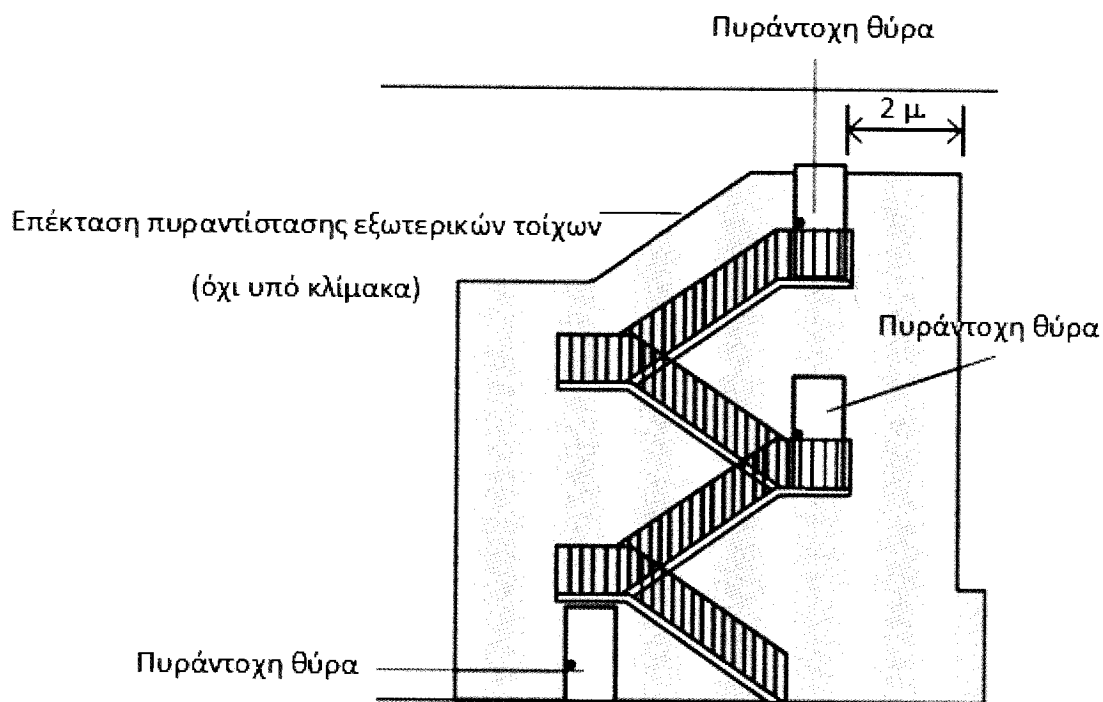 Πυράντοχη θύρα
2 μ.
Επέκταση πυραντίστασης εξωτερικών τοίχων
(όχι υπό κλίμακα)
Πυράντοχη θύρα
Πυράντοχη θύρα